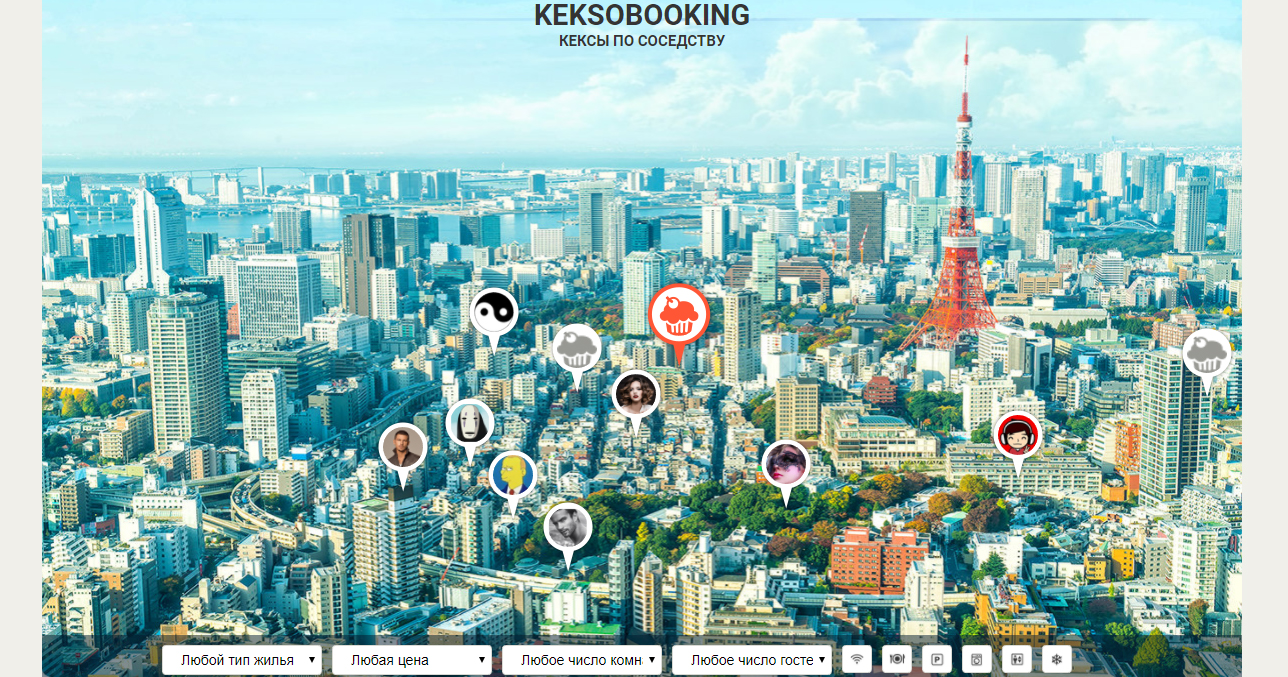 KEKSOBOOKING
КЕКСЫ ПО СОСЕДСТВУ
Любой тип жилья
Любая цена
Любое число комн
Любое число госте
P